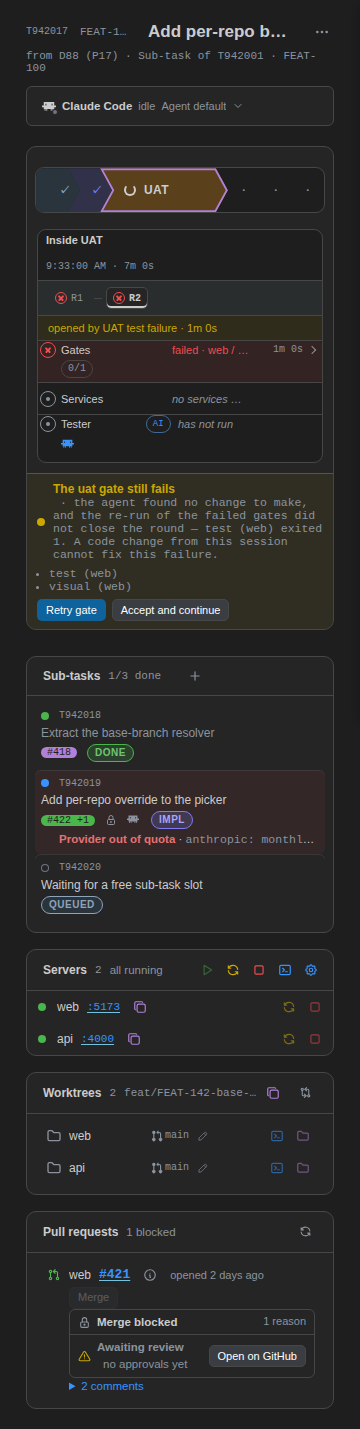 T942017 FEAT-1… Add per-repo b… ···
from D88 (P17) · Sub-task of T942001 · FEAT-
100
Claude Code idle Agent default
✓ ✓ UAT · · ·
Inside UAT
9:33:00 AM · 7m 0s
R1 — R2
opened by UAT test failure · 1m 0s
Gates failed · web / … 1m 0s
0/1
Services no services …
Tester AI has not run
The uat gate still fails
· the agent found no change to make,
and the re-run of the failed gates did
not close the round — test (web) exited
1. A code change from this session
cannot fix this failure.
• test (web)
• visual (web)
Retry gate Accept and continue
Sub-tasks 1/3 done
T942018
Extract the base-branch resolver
#418 DONE
T942019
Add per-repo override to the picker
#422 +1 IMPL
Provider out of quota · anthropic: monthl…
T942020
Waiting for a free sub-task slot
QUEUED
Servers 2 all running
web :5173
api :4000
Worktrees 2 feat/FEAT-142-base-…
web main
api main
Pull requests 1 blocked
web #421 opened 2 days ago
Merge
Merge blocked 1 reason
Awaiting review
no approvals yet
Open on GitHub
2 comments